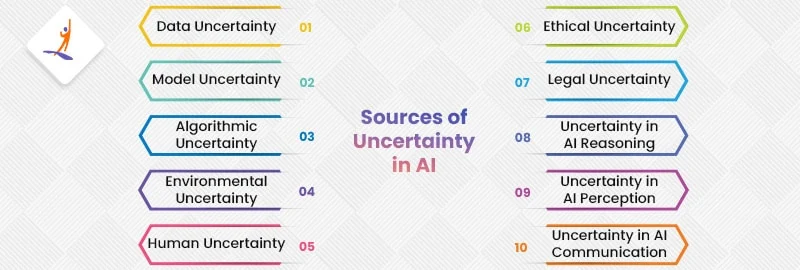 Data Uncertainty 01
Model Uncertainty 02
Algorithmic
Uncertainty 03
Environmental
Uncertainty 04
Human Uncertainty 05
Sources of
Uncertainty
in AI
06 Ethical Uncertainty
07 Legal Uncertainty
08 Uncertainty in
AI Reasoning
09 Uncertainty in
AI Perception
10 Uncertainty in AI
Communication